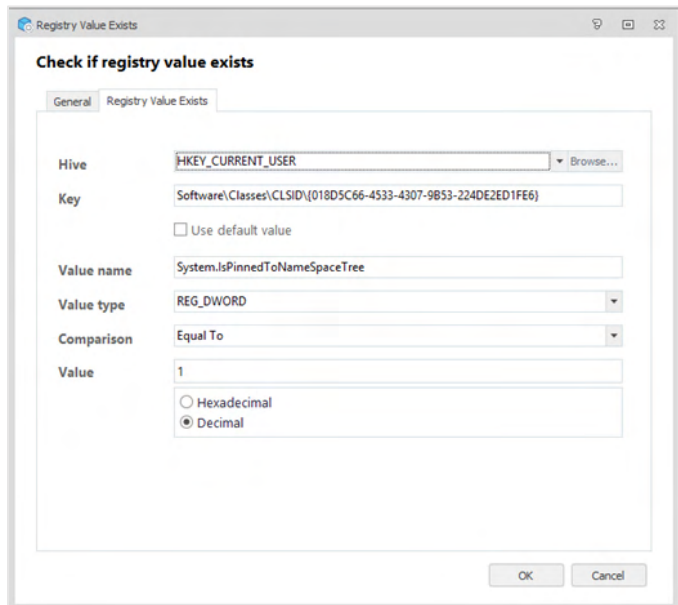 Registry Value Exists
Check if registry value exists
General Registry Value Exists
Hive HKEY_CURRENT_USER Browse...
Key Software\Classes\CLSID\{018D5C66-4533-4307-9B53-224DE2ED1FE6}
Use default value
Value name System.IsPinnedToNameSpaceTree
Value type REG_DWORD
Comparison Equal To
Value 1
Hexadecimal
Decimal
OK Cancel